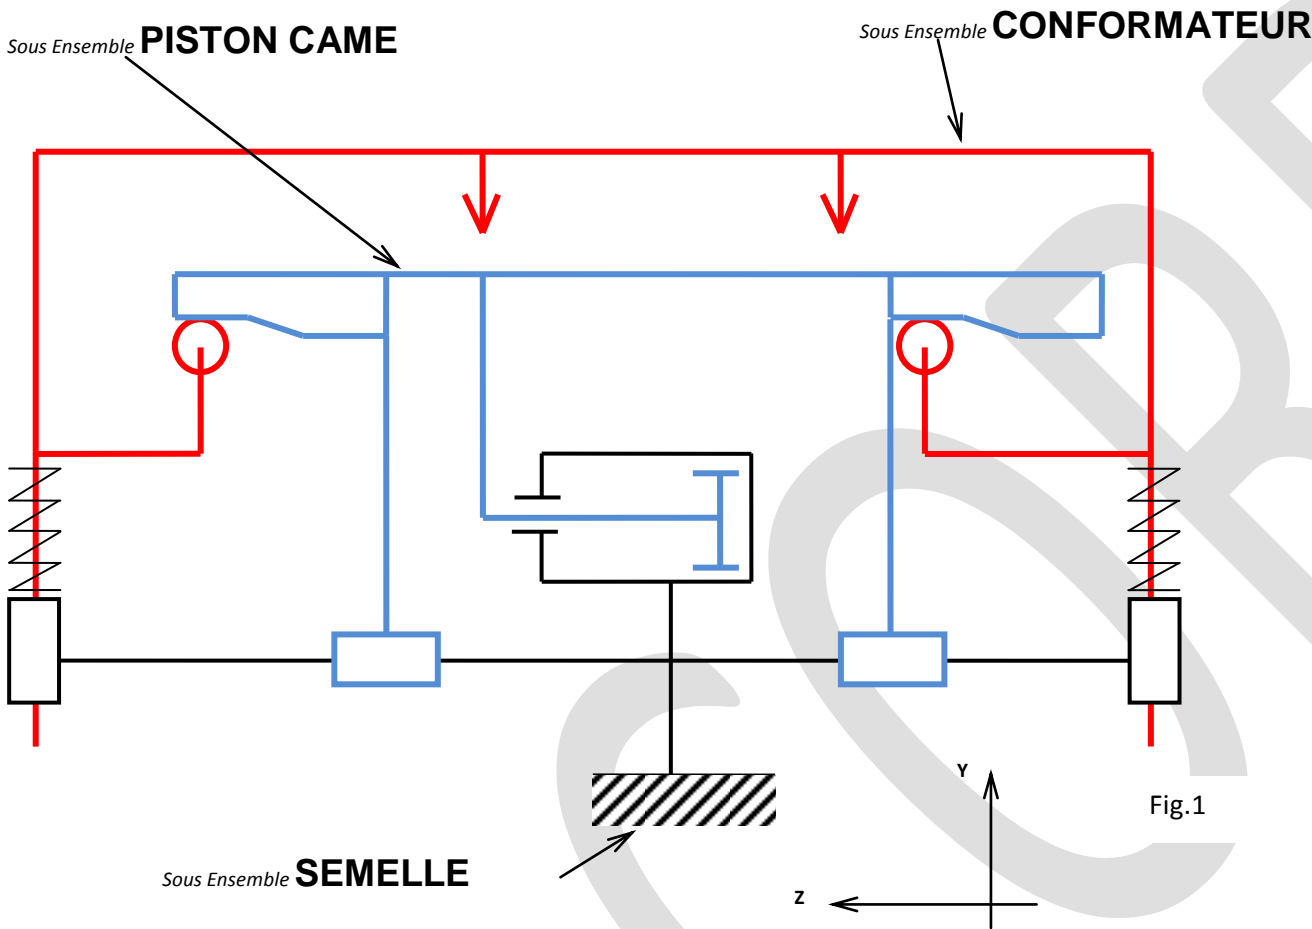 Sous Ensemble PISTON CAME
Sous Ensemble CONFORMATEUR
Y
Fig.1
Sous Ensemble SEMELLE
Z